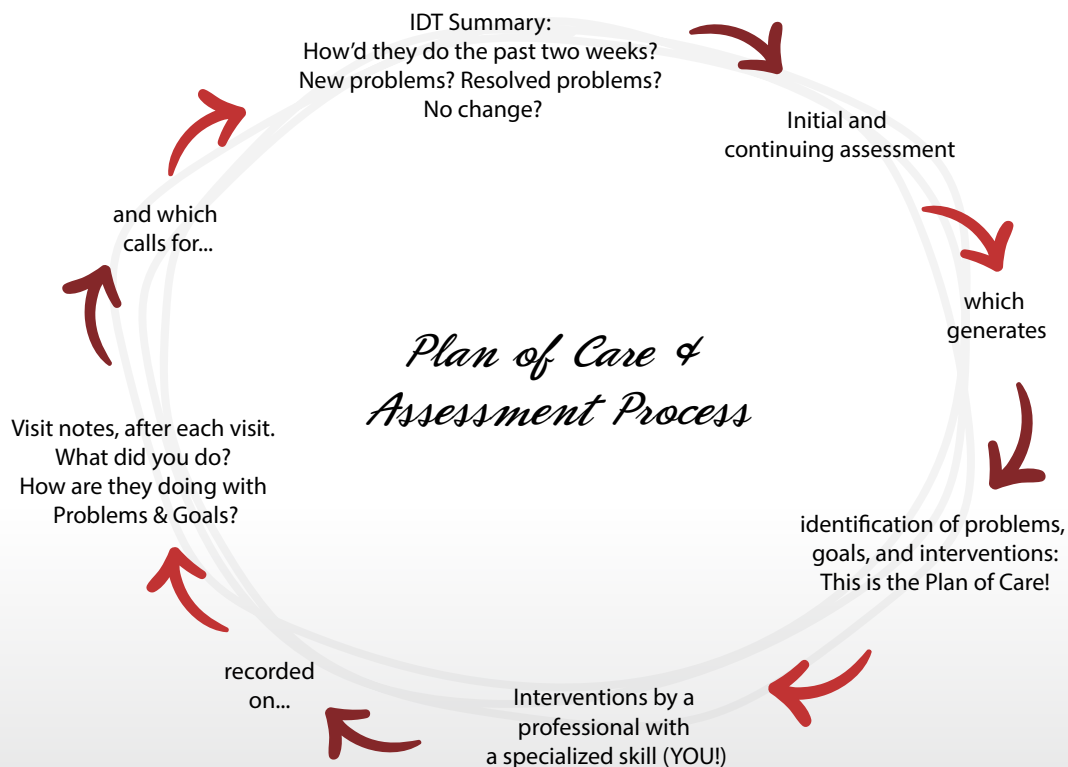 IDT Summary:
How’d they do the past two weeks?
New problems? Resolved problems?
No change?
Initial and
continuing assessment
which
generates
identification of problems,
goals, and interventions:
This is the Plan of Care!
Interventions by a
professional with
a specialized skill (YOU!)
recorded
on...
Visit notes, after each visit.
What did you do?
How are they doing with
Problems & Goals?
and which
calls for...
Plan of Care &
Assessment Process